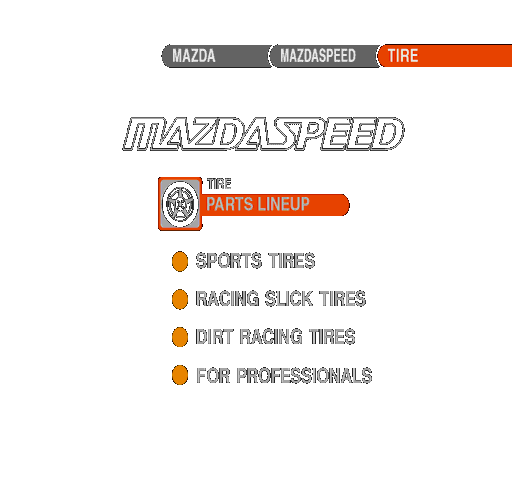 MAZDA MAZDASPEED TIRE
MAZDASPEED
TIRE
PARTS LINEUP
SPORTS TIRES
RACING SLICK TIRES
DIRT RACING TIRES
FOR PROFESSIONALS